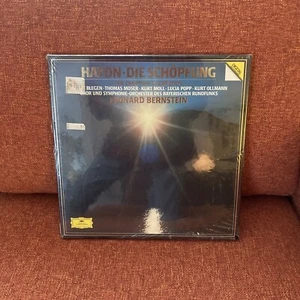 HAYDN · DIE SCHÖPFUNG
BLEGEN · THOMAS MOSER · KURT MOLL · LUCIA POPP · KURT OLLMANN
CHOR UND SYMPHONIE-ORCHESTER DES BAYERISCHEN RUNDFUNKS
LEONARD BERNSTEIN